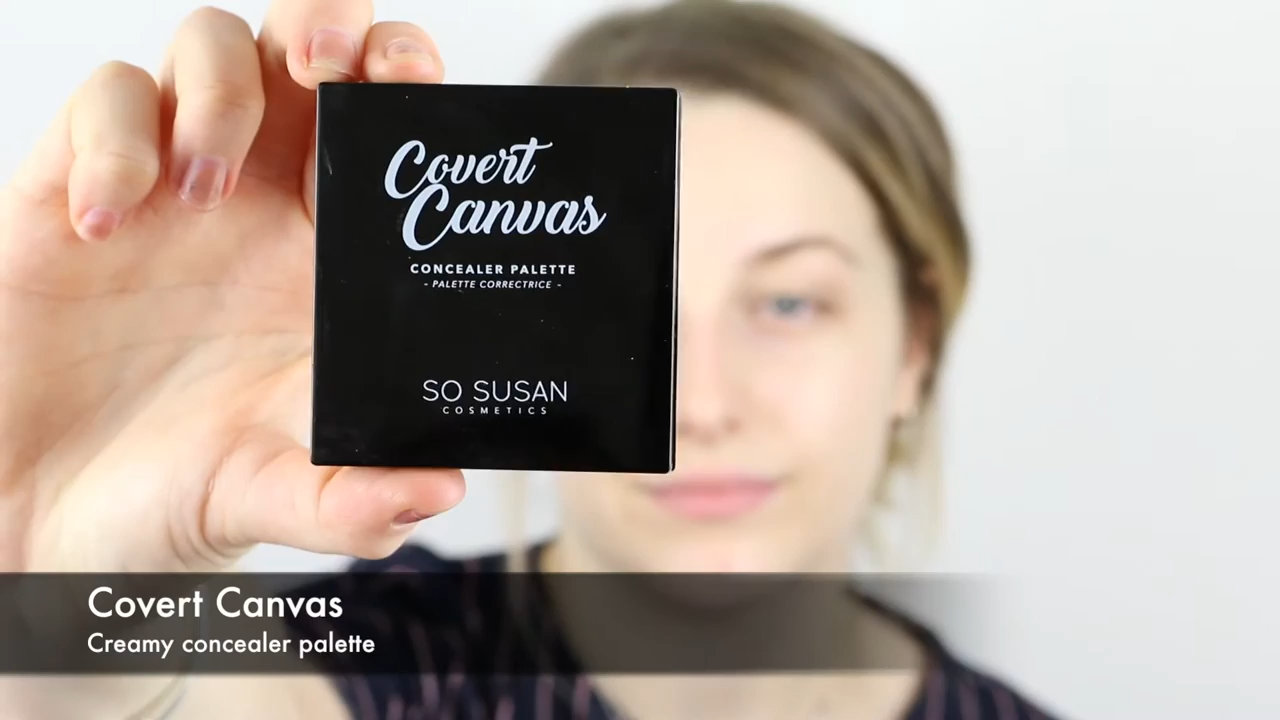 Covert
Canvas
CONCEALER PALETTE
- PALETTE CORRECTRICE -
SO SUSAN
COSMETICS
Covert Canvas
Creamy concealer palette